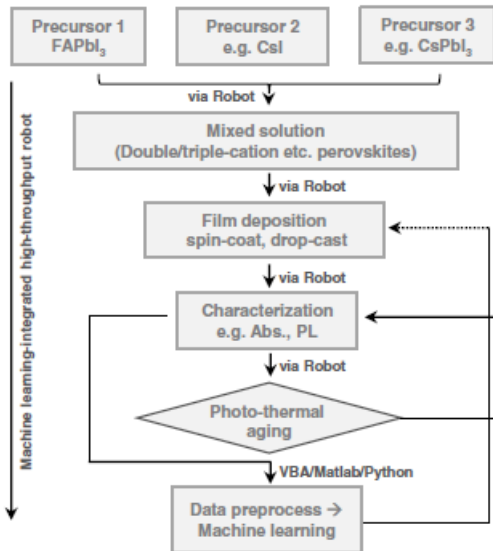 Precursor 1
FAPbI₃
Precursor 2
e.g. CsI
Precursor 3
e.g. CsPbI₃
via Robot
Mixed solution
(Double/triple-cation etc. perovskites)
via Robot
Film deposition
spin-coat, drop-cast
via Robot
Characterization
e.g. Abs., PL
via Robot
Photo-thermal
aging
VBA/Matlab/Python
Data preprocess →
Machine learning
Machine learning-integrated high-throughput robot